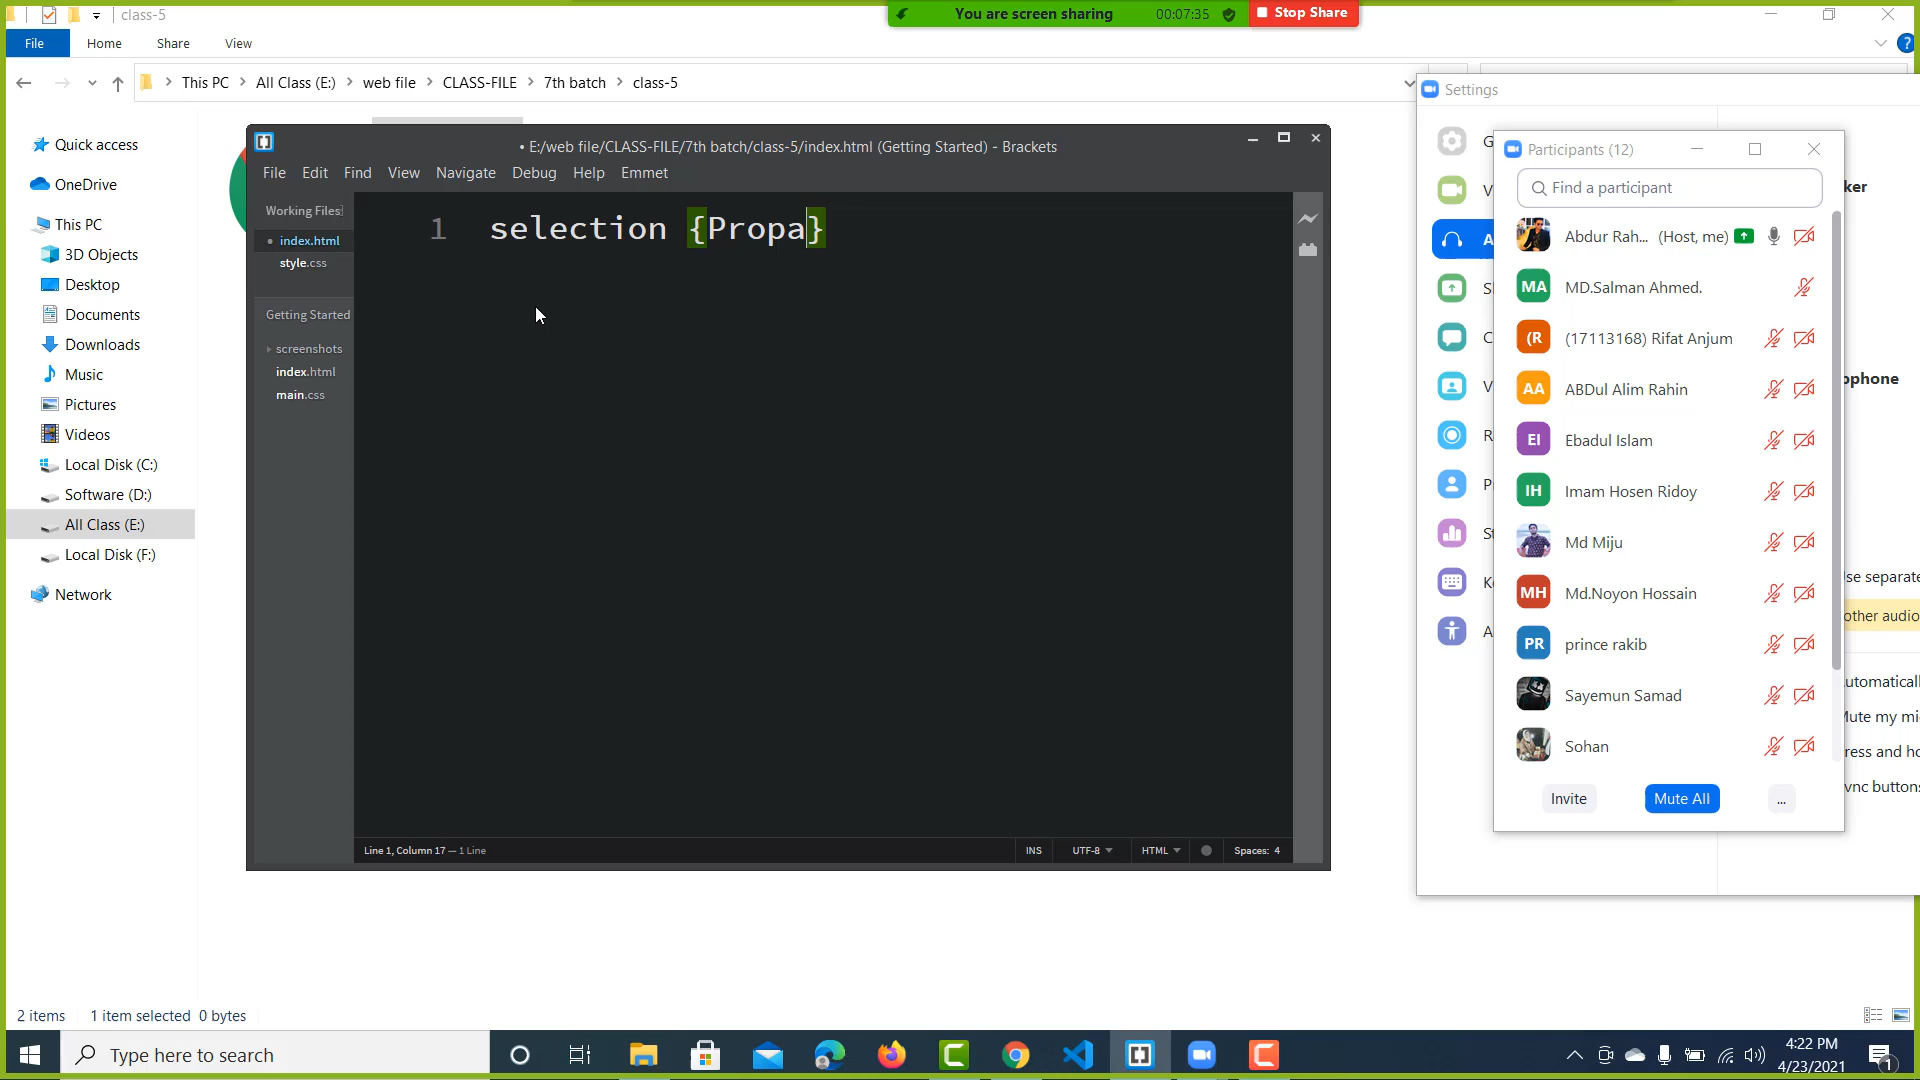 class-5
You are screen sharing 00:07:35 Stop Share
File Home Share View
This PC All Class (E:) web file CLASS-FILE 7th batch class-5
Quick access
OneDrive
This PC
3D Objects
Desktop
Documents
Downloads
Music
Pictures
Videos
Local Disk (C:)
Software (D:)
All Class (E:)
Local Disk (F:)
Network
2 items 1 item selected 0 bytes
• E:/web file/CLASS-FILE/7th batch/class-5/index.html (Getting Started) - Brackets
File Edit Find View Navigate Debug Help Emmet
Working Files
index.html
style.css
Getting Started
screenshots
index.html
main.css
1 selection {Propa}
Line 1, Column 17 — 1 Line
INS UTF-8 HTML Spaces: 4
Settings
Participants (12)
Find a participant
Abdur Rah... (Host, me)
MA MD.Salman Ahmed.
(R (17113168) Rifat Anjum
AA ABDul Alim Rahin
EI Ebadul Islam
IH Imam Hosen Ridoy
Md Miju
MH Md.Noyon Hossain
PR prince rakib
Sayemun Samad
Sohan
Invite Mute All ...
ker
ophone
se separate
other audio
utomaticall
Mute my mi
ress and ho
ync buttons
Type here to search
4:22 PM
4/23/2021
1